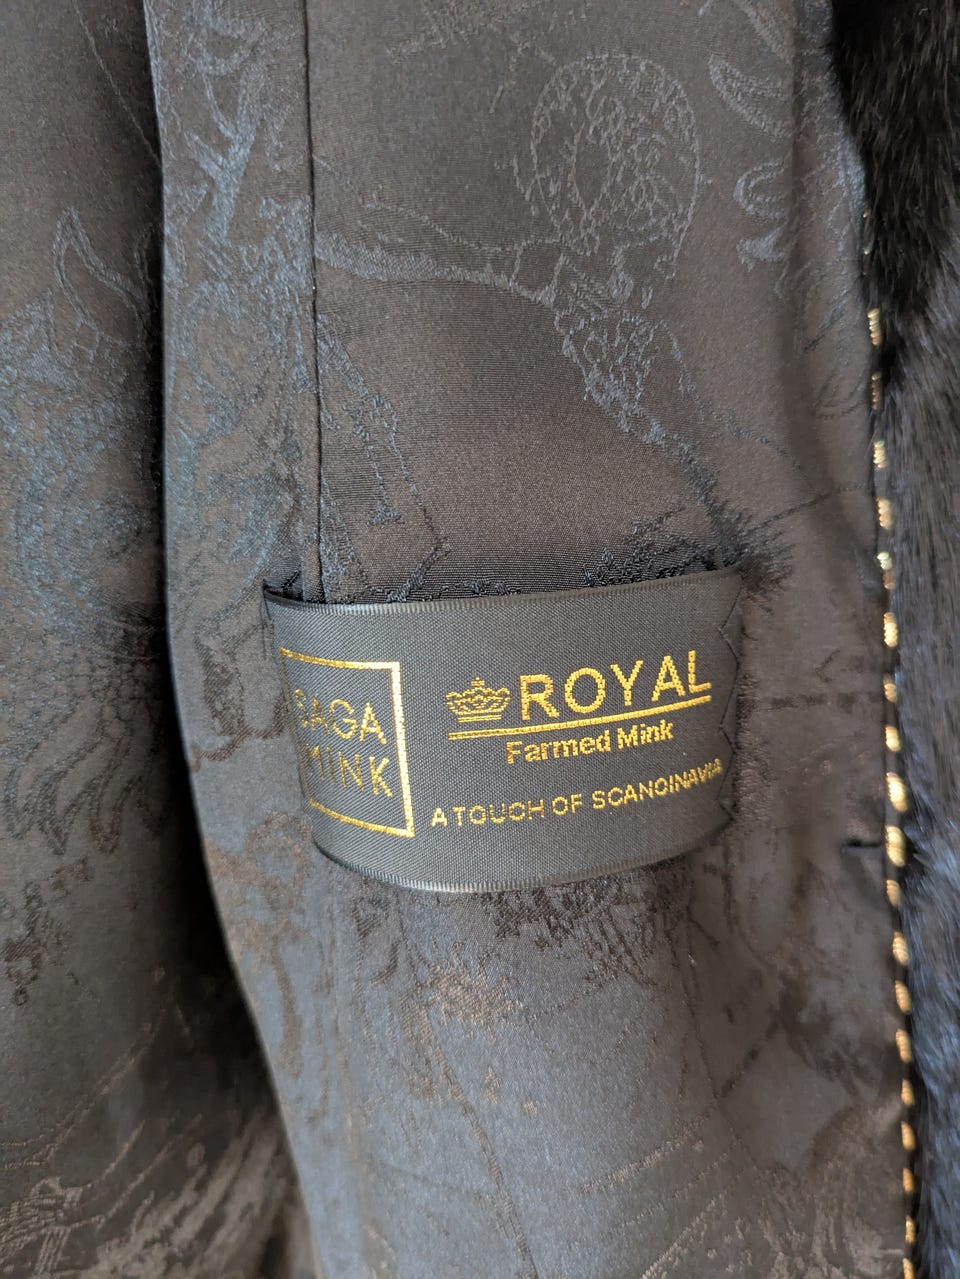 SAGA
MINK
ROYAL
Farmed Mink
A TOUCH OF SCANDINAVIA